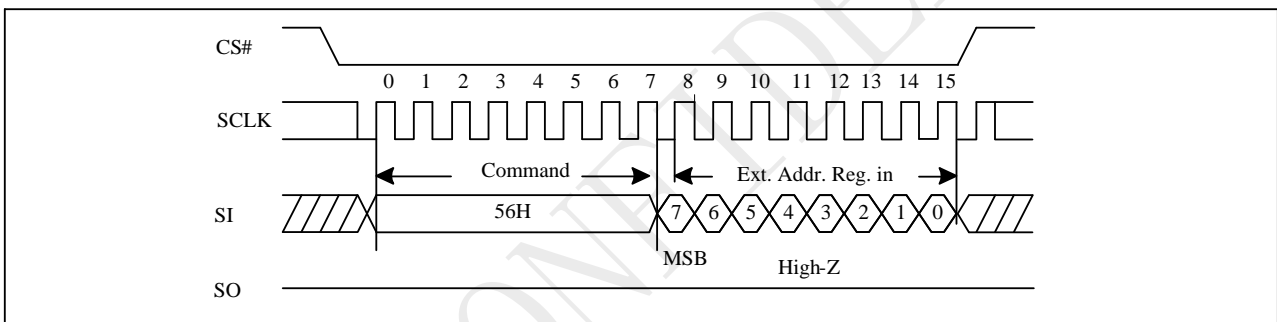 CS#
0 1 2 3 4 5 6 7 8 9 10 11 12 13 14 15
SCLK
Command Ext. Addr. Reg. in
SI 56H 7 6 5 4 3 2 1 0
MSB High-Z
SO